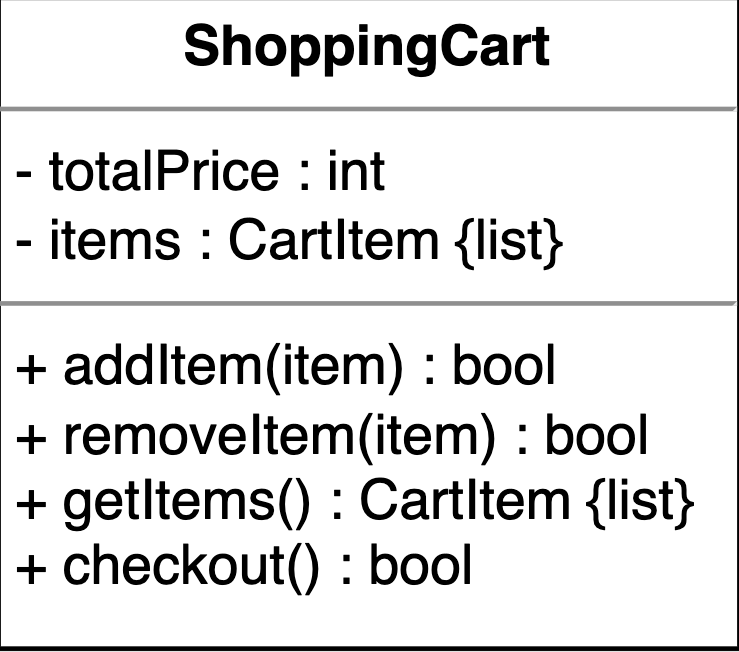 ShoppingCart
- totalPrice : int
- items : CartItem {list}
+ addItem(item) : bool
+ removeItem(item) : bool
+ getItems() : CartItem {list}
+ checkout() : bool